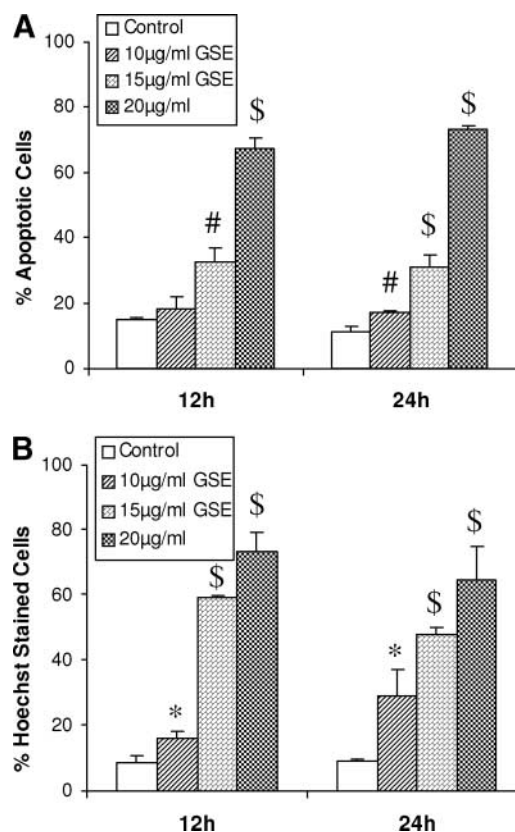 A
100
80
60
40
20
0
% Apoptotic Cells
Control
10µg/ml GSE
15µg/ml GSE
20µg/ml
#
$
#
$
$
12h 24h
B
100
80
60
40
20
0
% Hoechst Stained Cells
Control
10µg/ml GSE
15µg/ml GSE
20µg/ml
*
$
$
*
$
$
12h 24h